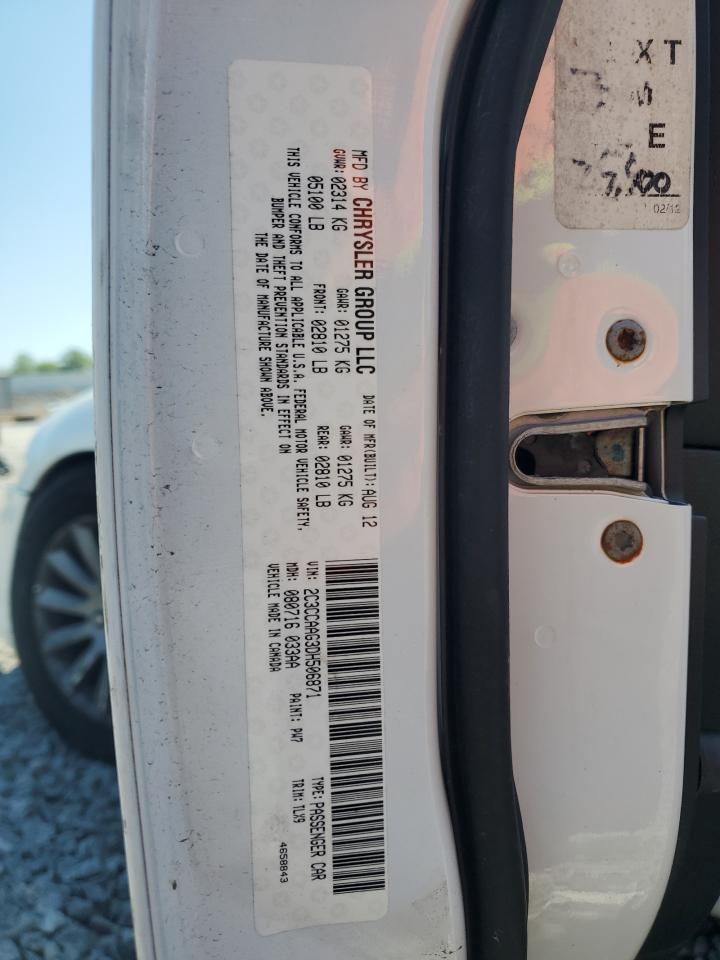 MFD BY CHRYSLER GROUP LLC DATE OF MFR(BUILT): AUG 12
GVWR: 02314 KG GAWR: 01275 KG GAWR: 01275 KG
05100 LB FRONT: 02810 LB REAR: 02810 LB
THIS VEHICLE CONFORMS TO ALL APPLICABLE U.S.A. FEDERAL MOTOR VEHICLE SAFETY,
BUMPER AND THEFT PREVENTION STANDARDS IN EFFECT ON
THE DATE OF MANUFACTURE SHOWN ABOVE.
VIN: 2C3CCAAG3DH506871 TYPE: PASSENGER CAR
MDH: 080716 033AA PAINT: PW7 TRIM: TLX9
VEHICLE MADE IN CANADA 4658843
XT
M
E
02/12